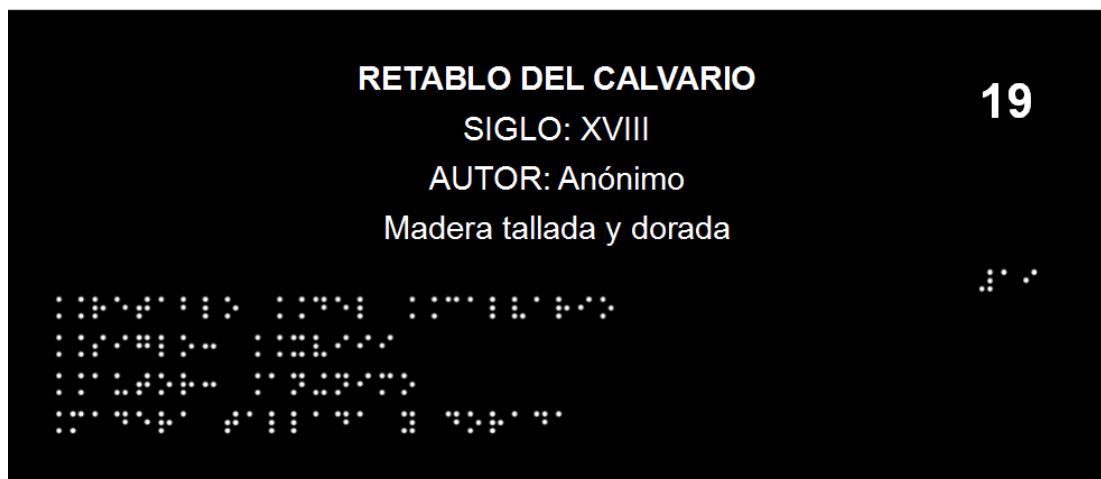 RETABLO DEL CALVARIO
19
SIGLO: XVIII
AUTOR: Anónimo
Madera tallada y dorada
⠼⠁⠊
⠨⠨⠗⠑⠞⠁⠃⠇⠕ ⠨⠨⠙⠑⠇ ⠨⠨⠉⠁⠇⠧⠁⠗⠊⠕
⠨⠨⠎⠊⠛⠇⠕⠒ ⠨⠨⠭⠧⠊⠊⠊
⠨⠨⠁⠥⠞⠕⠗⠒ ⠨⠁⠝⠬⠝⠊⠍⠕
⠨⠍⠁⠙⠑⠗⠁ ⠞⠁⠇⠇⠁⠙⠁ ⠽ ⠙⠕⠗⠁⠙⠁